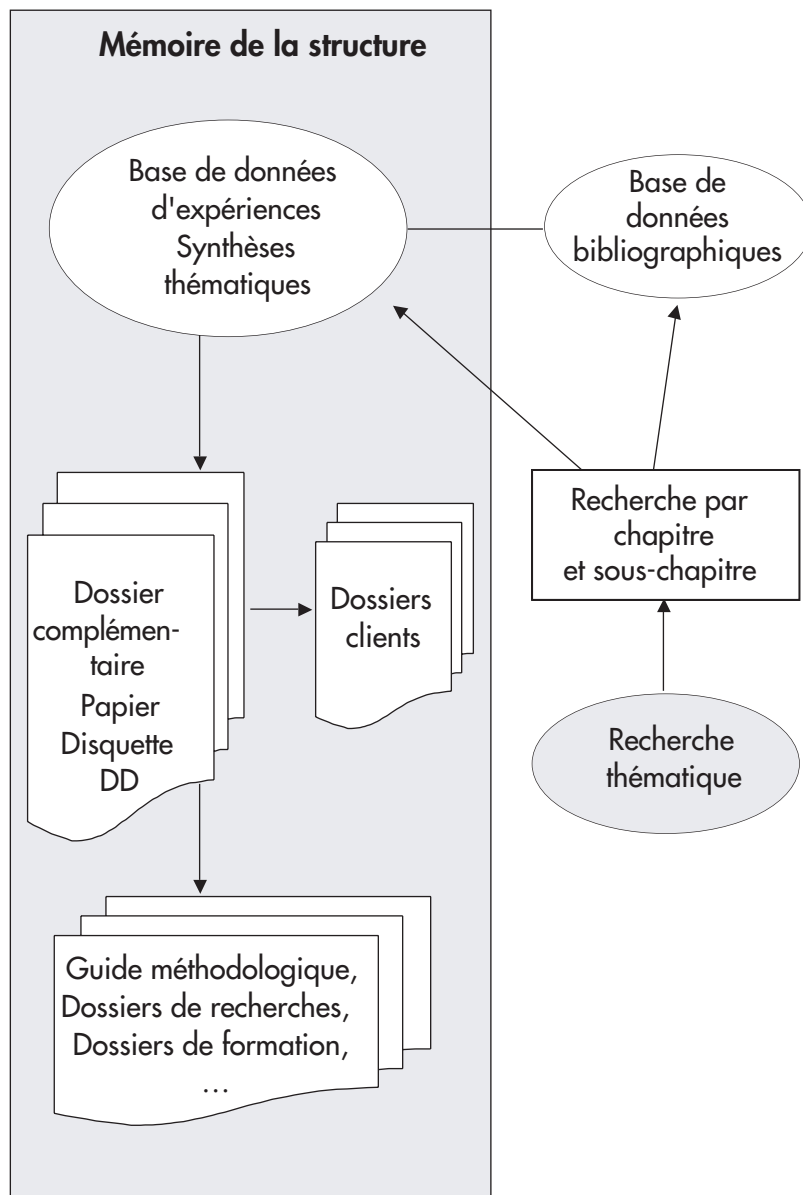 Mémoire de la structure
Base de données
d'expériences
Synthèses
thématiques
Base de
données
bibliographiques
Recherche par
chapitre
et sous-chapitre
Dossier
complémen-
taire
Papier
Disquette
DD
Dossiers
clients
Recherche
thématique
Guide méthodologique,
Dossiers de recherches,
Dossiers de formation,
...